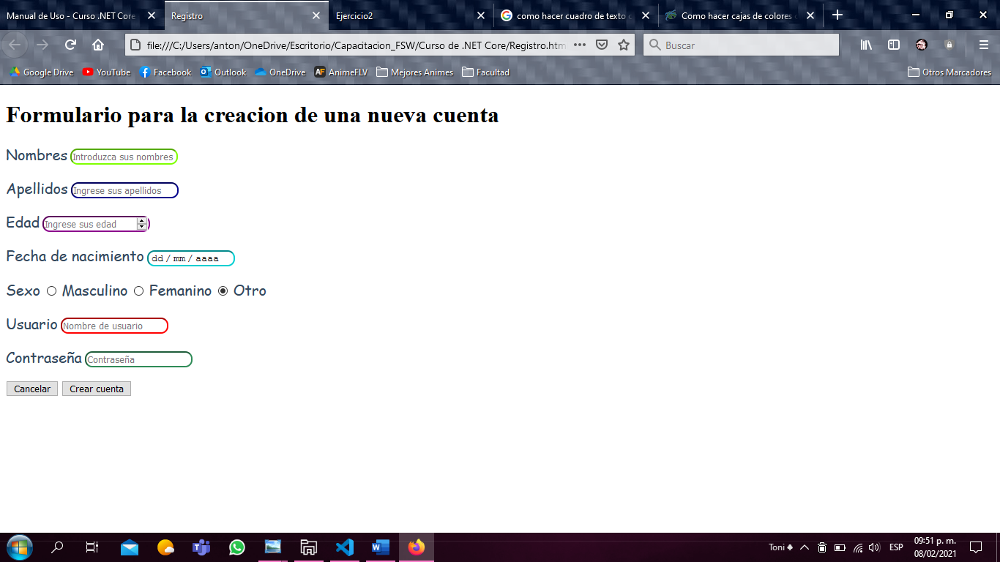 Manual de Uso - Curso .NET Core
Registro
Ejercicio2
como hacer cuadro de texto c
Como hacer cajas de colores
file:///C:/Users/anton/OneDrive/Escritorio/Capacitacion_FSW/Curso de .NET Core/Registro.htm
Buscar
Google Drive YouTube Facebook Outlook OneDrive AF AnimeFLV Mejores Animes Facultad Otros Marcadores
Formulario para la creacion de una nueva cuenta
Nombres Introduzca sus nombres
Apellidos Ingrese sus apellidos
Edad Ingrese sus edad
Fecha de nacimiento dd / mm / aaaa
Sexo Masculino Femanino Otro
Usuario Nombre de usuario
Contraseña Contraseña
Cancelar Crear cuenta
Toni ESP 09:51 p. m.
08/02/2021